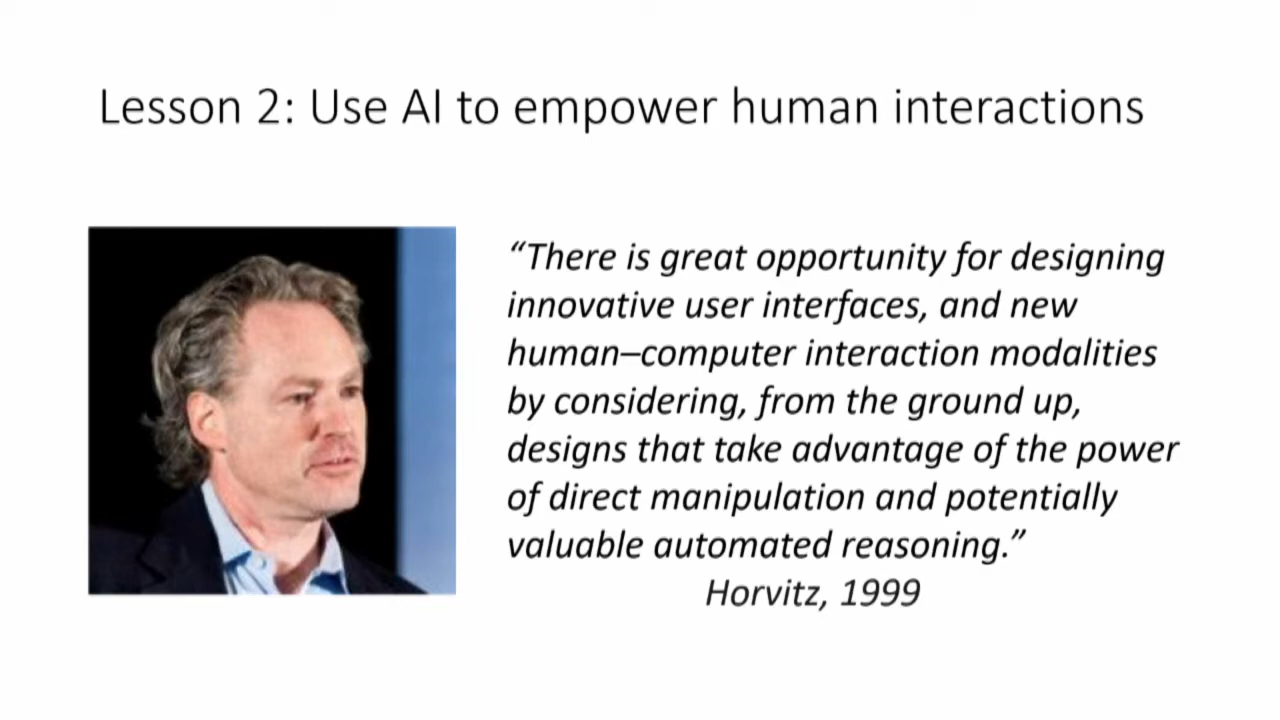 Lesson 2: Use AI to empower human interactions
“There is great opportunity for designing
innovative user interfaces, and new
human–computer interaction modalities
by considering, from the ground up,
designs that take advantage of the power
of direct manipulation and potentially
valuable automated reasoning.”
Horvitz, 1999